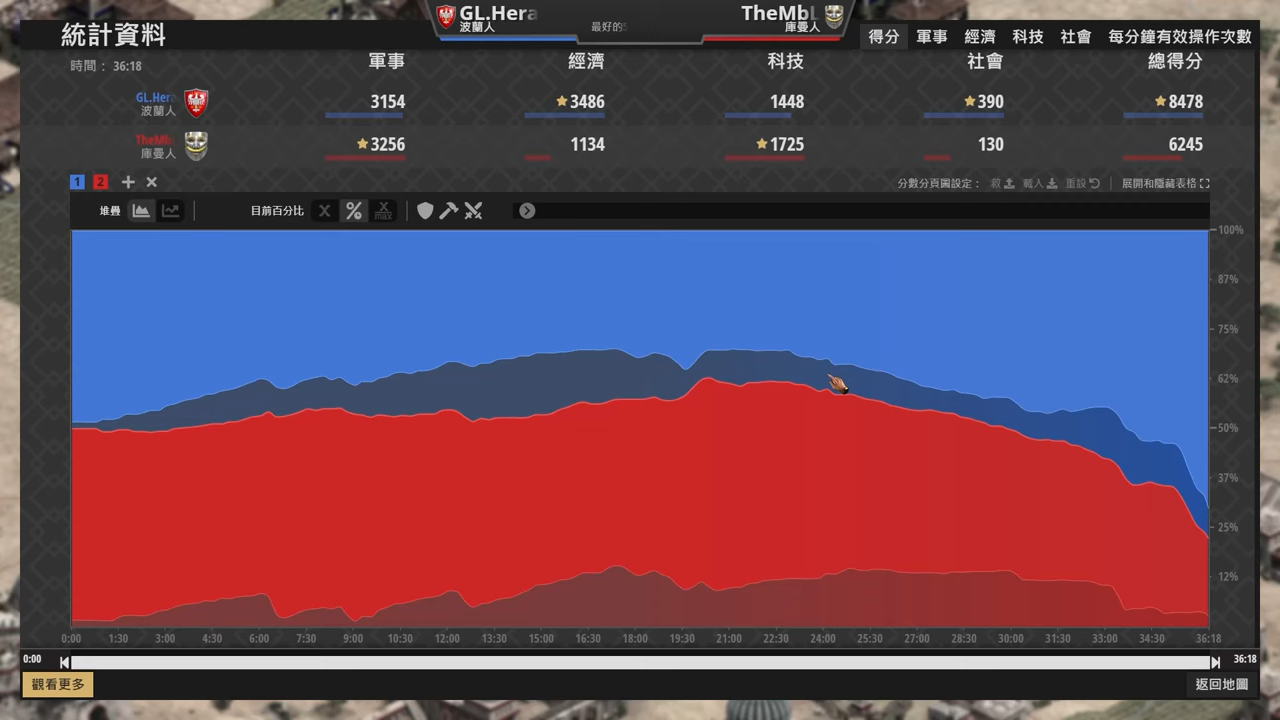 GL.Hera
波蘭人
最好的
TheMbL
庫曼人
統計資料
得分 軍事 經濟 科技 社會 每分鐘有效操作次數
時間： 36:18
軍事 經濟 科技 社會 總得分
GL.Hera
波蘭人
3154 3486 1448 390 8478
TheMb
庫曼人
3256 1134 1725 130 6245
1 2
分數分頁圖設定： 載入 重設 展開和隱藏表格
堆疊 目前百分比 X % X max
100%
87%
75%
62%
50%
37%
25%
12%
0:00 1:30 3:00 4:30 6:00 7:30 9:00 10:30 12:00 13:30 15:00 16:30 18:00 19:30 21:00 22:30 24:00 25:30 27:00 28:30 30:00 31:30 33:00 34:30 36:18
0:00 36:18
觀看更多 返回地圖